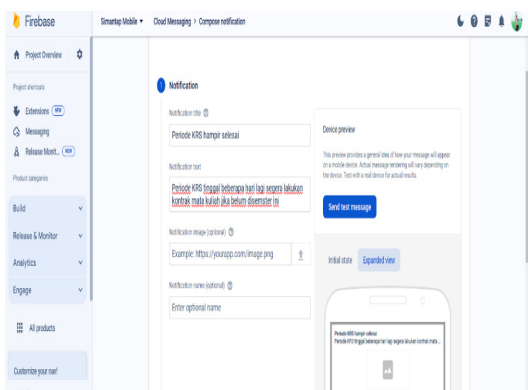 Firebase
Simantap Mobile
Cloud Messaging > Compose notification
Project Overview
Project shortcuts
Extensions NEW
Messaging
Release Monit... NEW
Product categories
Build
Release & Monitor
Analytics
Engage
All products
Customize your nav!
1 Notification
Notification title
Periode KRS hampir selesai
Notification text
Periode KRS tinggal beberapa hari lagi segera lakukan
kontrak mata kuliah jika belum disemster ini
Notification image (optional)
Example: https://yourapp.com/image.png
Notification name (optional)
Enter optional name
Device preview
This preview provides a general idea of how your message will appear
on a mobile device. Actual message rendering will vary depending on
the device. Test with a real device for actual results.
Send test message
Initial state
Expanded view
Periode KRS hampir selesai
Periode KRS tinggal beberapa hari lagi segera lakukan kontrak mata ...